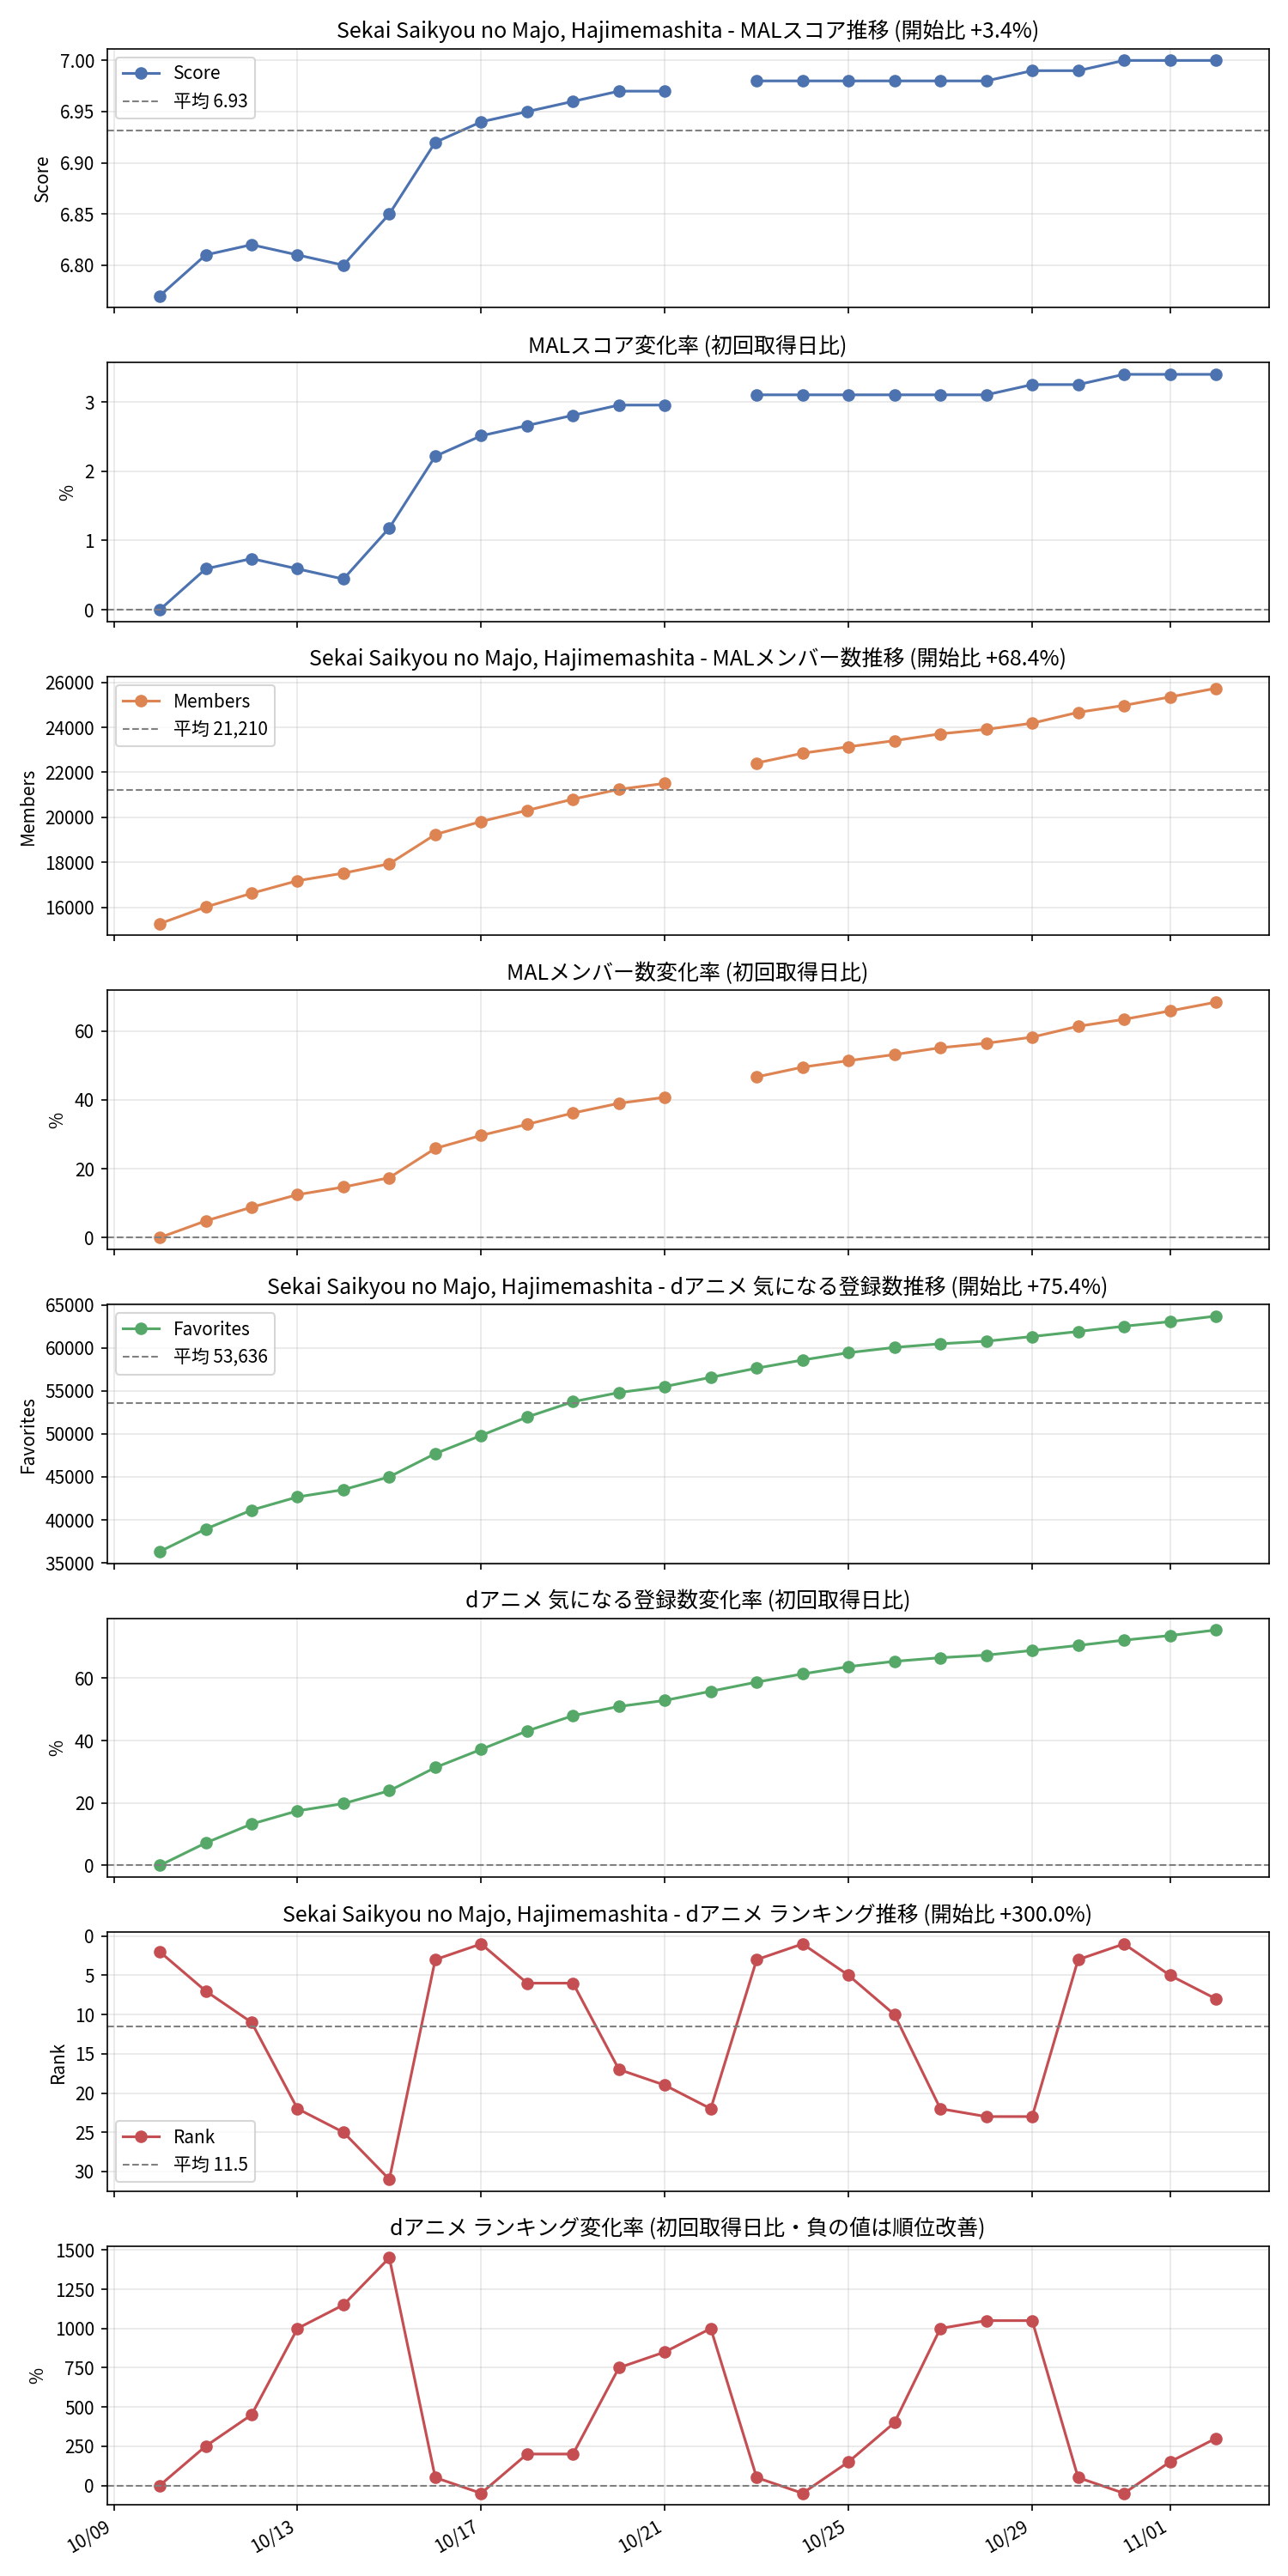 Sekai Saikyou no Majo, Hajimemashita - MALスコア推移 (開始比 +3.4%)
Score
平均 6.93
7.00
6.95
6.90
6.85
6.80
Score
MALスコア変化率 (初回取得日比)
3
2
1
0
%
Sekai Saikyou no Majo, Hajimemashita - MALメンバー数推移 (開始比 +68.4%)
Members
平均 21,210
26000
24000
22000
20000
18000
16000
Members
MALメンバー数変化率 (初回取得日比)
60
40
20
0
%
Sekai Saikyou no Majo, Hajimemashita - dアニメ 気になる登録数推移 (開始比 +75.4%)
Favorites
平均 53,636
65000
60000
55000
50000
45000
40000
35000
Favorites
dアニメ 気になる登録数変化率 (初回取得日比)
60
40
20
0
%
Sekai Saikyou no Majo, Hajimemashita - dアニメ ランキング推移 (開始比 +300.0%)
0
5
10
15
20
25
30
Rank
Rank
平均 11.5
dアニメ ランキング変化率 (初回取得日比・負の値は順位改善)
1500
1250
1000
750
500
250
0
%
10/09
10/13
10/17
10/21
10/25
10/29
11/01